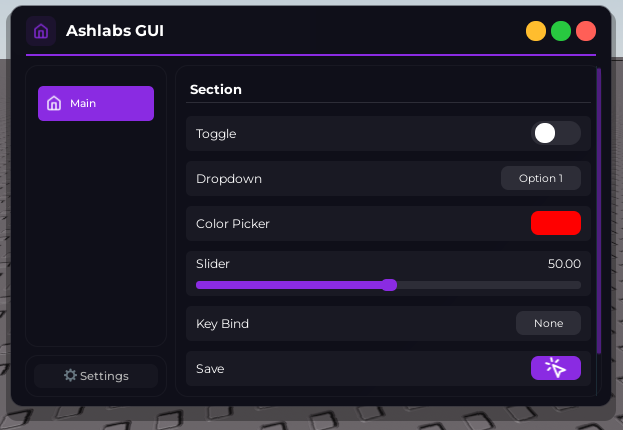 Ashlabs GUI
Main
Section
Toggle
Dropdown Option 1
Color Picker
Slider 50.00
Key Bind None
Save
Settings